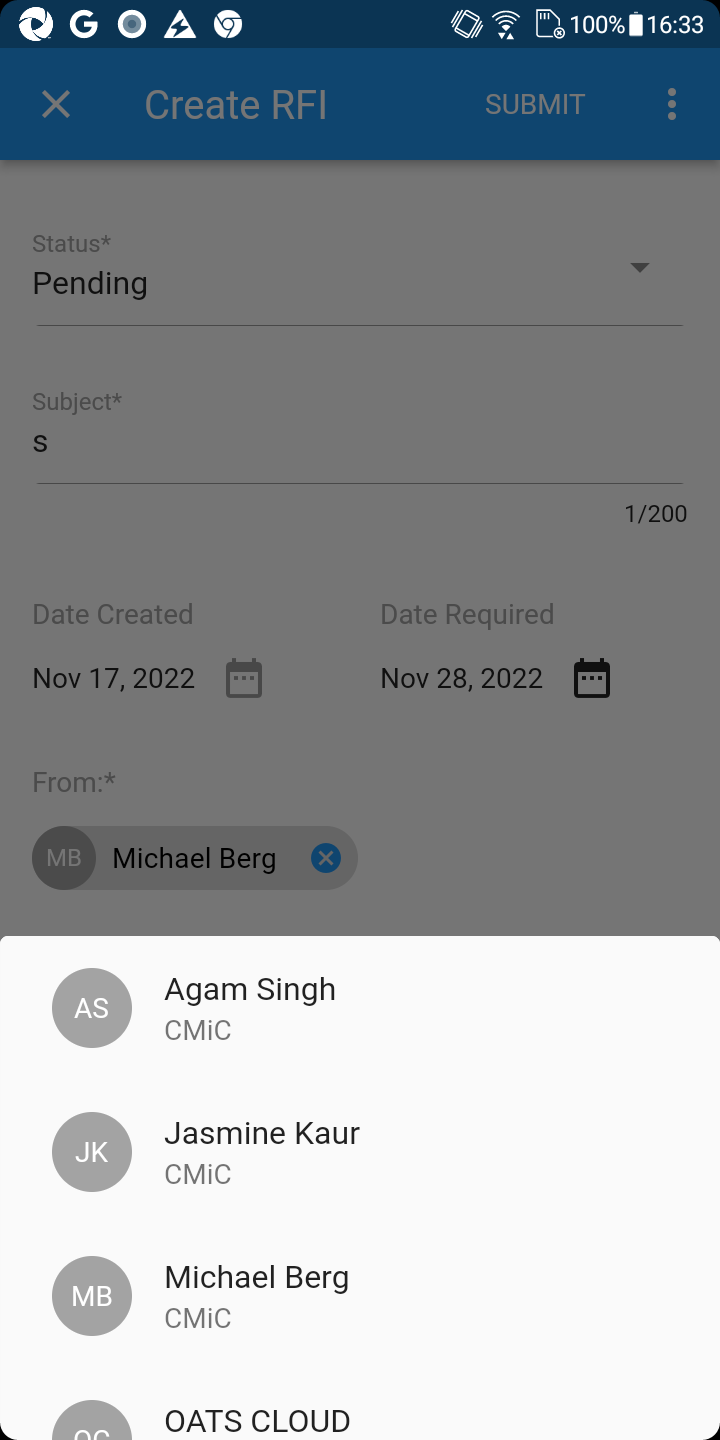 100% 16:33
Create RFI SUBMIT
Status*
Pending
Subject*
s
1/200
Date Created Date Required
Nov 17, 2022 Nov 28, 2022
From:*
MB Michael Berg
AS Agam Singh
CMiC
JK Jasmine Kaur
CMiC
MB Michael Berg
CMiC
OC OATS CLOUD